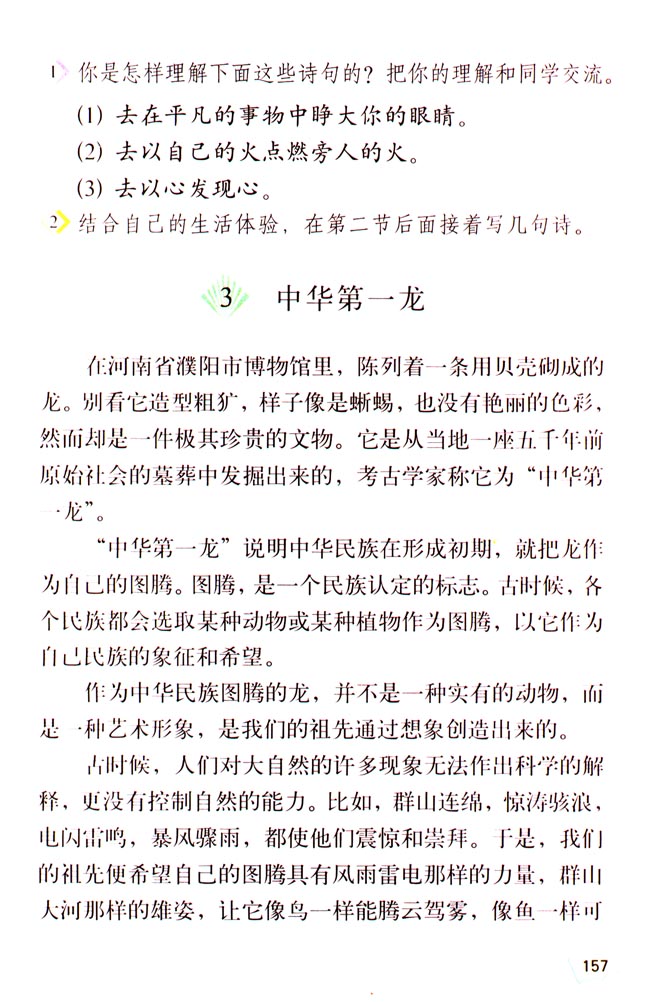 1 你是怎样理解下面这些诗句的？把你的理解和同学交流。
(1) 去在平凡的事物中睁大你的眼睛。
(2) 去以自己的火点燃旁人的火。
(3) 去以心发现心。
2 结合自己的生活体验，在第二节后面接着写几句诗。
3 中华第一龙
在河南省濮阳市博物馆里，陈列着一条用贝壳砌成的
龙。别看它造型粗犷，样子像是蜥蜴，也没有艳丽的色彩，
然而却是一件极其珍贵的文物。它是从当地一座五千年前
原始社会的墓葬中发掘出来的，考古学家称它为“中华第
一龙”。
“中华第一龙”说明中华民族在形成初期，就把龙作
为自己的图腾。图腾，是一个民族认定的标志。古时候，各
个民族都会选取某种动物或某种植物作为图腾，以它作为
自己民族的象征和希望。
作为中华民族图腾的龙，并不是一种实有的动物，而
是一种艺术形象，是我们的祖先通过想象创造出来的。
古时候，人们对大自然的许多现象无法作出科学的解
释，更没有控制自然的能力。比如，群山连绵，惊涛骇浪，
电闪雷鸣，暴风骤雨，都使他们震惊和崇拜。于是，我们
的祖先便希望自己的图腾具有风雨雷电那样的力量，群山
大河那样的雄姿，让它像鸟一样能腾云驾雾，像鱼一样可
157